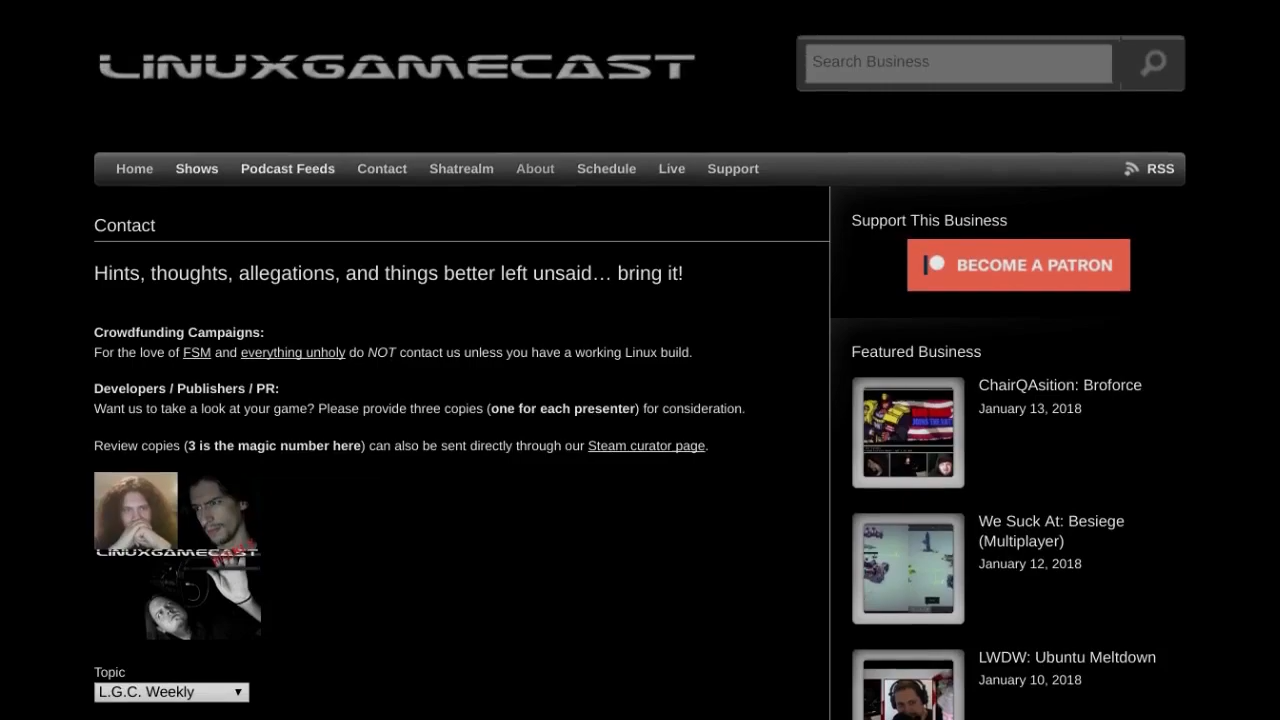 LINUXGAMECAST
Search Business
Home Shows Podcast Feeds Contact Shatrealm About Schedule Live Support RSS
Contact
Hints, thoughts, allegations, and things better left unsaid… bring it!
Crowdfunding Campaigns:
For the love of FSM and everything unholy do NOT contact us unless you have a working Linux build.
Developers / Publishers / PR:
Want us to take a look at your game? Please provide three copies (one for each presenter) for consideration.
Review copies (3 is the magic number here) can also be sent directly through our Steam curator page.
LINUXGAMECAST
Topic
L.G.C. Weekly
Support This Business
BECOME A PATRON
Featured Business
ChairQAsition: Broforce
January 13, 2018
We Suck At: Besiege
(Multiplayer)
January 12, 2018
LWDW: Ubuntu Meltdown
January 10, 2018